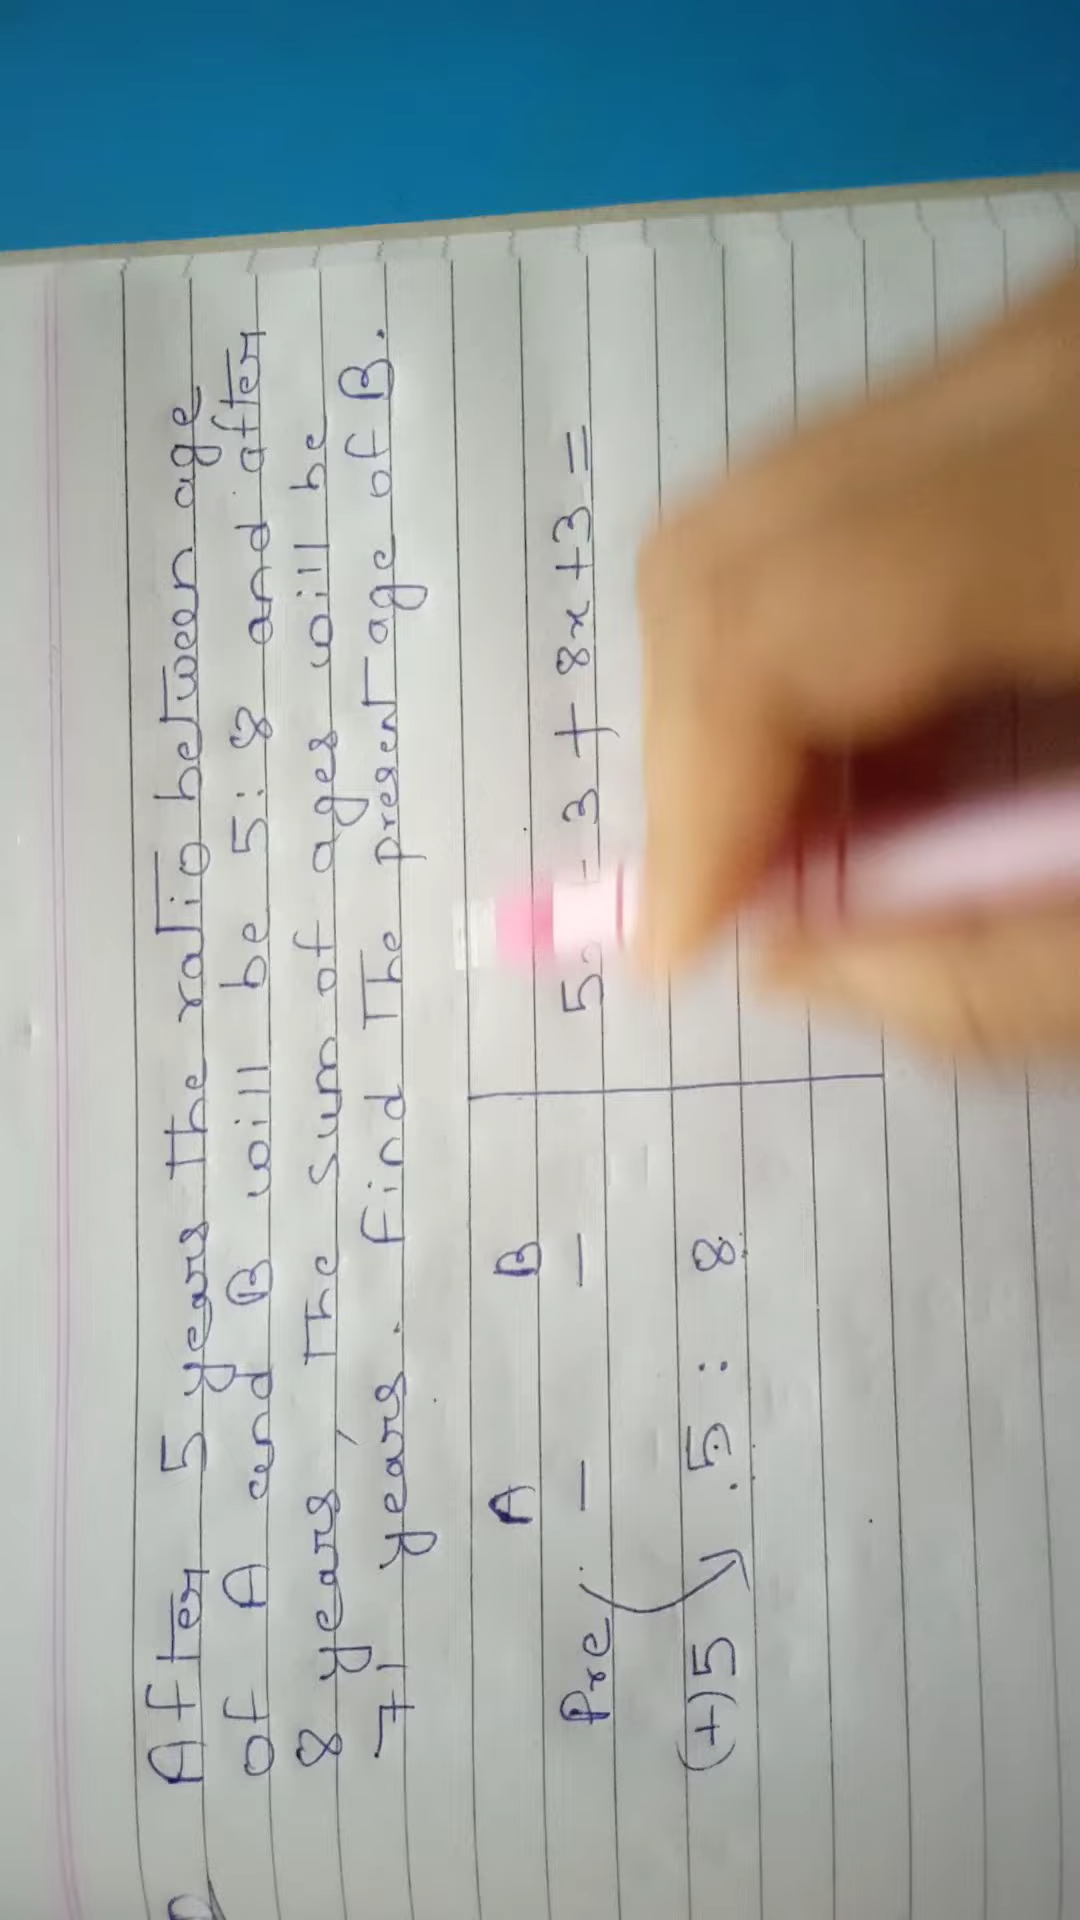 After 5 years the ratio between age
of A and B will be 5:8 and after
8 years, The sum of ages will be
71 years. Find The present age of B.
A B
Pre - -
(+)5 5 : 8
5 - 3 + 8x +3 =